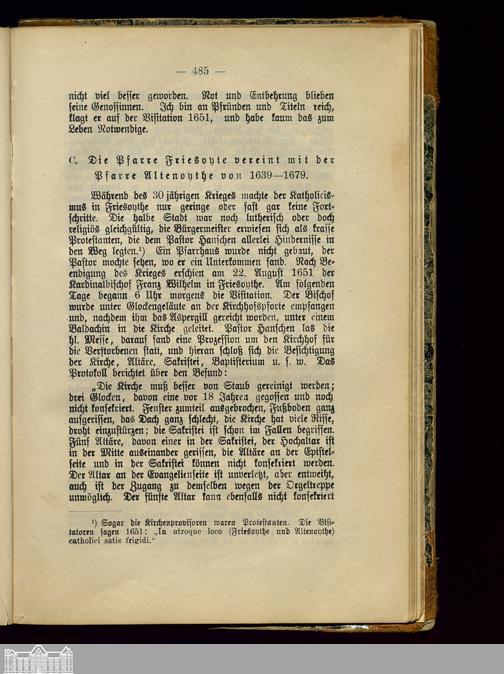 — 485 —
nicht viel besser geworden. Not und Entbehrung blieben
seine Genossinnen. Ich bin an Pfründen und Titeln reich,
klagt er auf der Visitation 1651, und habe kaum das zum
Leben Notwendige.
C. Die Pfarre Friesoyte vereint mit der
Pfarre Altenoythe von 1639—1679.
Während des 30 jährigen Krieges machte der Katholicis-
mus in Friesoythe nur geringe oder fast gar keine Fort-
schritte. Die halbe Stadt war noch lutherisch oder doch
religiös gleichgültig, die Bürgermeister erwiesen sich als krasse
Protestanten, die dem Pastor Hanschen allerlei Hindernisse in
den Weg legten.¹) Ein Pfarrhaus wurde nicht gebaut, der
Pastor mochte sehen, wo er ein Unterkommen fand. Nach Be-
endigung des Krieges erschien am 22. August 1651 der
Kardinalbischof Franz Wilhelm in Friesoythe. Am folgenden
Tage begann 6 Uhr morgens die Visitation. Der Bischof
wurde unter Glockengeläute an der Kirchhofspforte empfangen
und, nachdem ihm das Aspergill gereicht worden, unter einem
Baldachin in die Kirche geleitet. Pastor Hanschen las die
hl. Messe, darauf fand eine Prozession um den Kirchhof für
die Verstorbenen statt, und hieran schloß sich die Besichtigung
der Kirche, Altäre, Sakristei, Baptisterium u. s. w. Das
Protokoll berichtet über den Befund:
„Die Kirche muß besser von Staub gereinigt werden;
drei Glocken, davon eine vor 18 Jahren gegossen und noch
nicht konsekriert. Fenster zumteil ausgebrochen, Fußboden ganz
aufgerissen, das Dach ganz schlecht, die Kirche hat viele Risse,
droht einzustürzen; die Sakristei ist schon im Fallen begriffen.
Fünf Altäre, davon einer in der Sakristei, der Hochaltar ist
in der Mitte auseinander gerissen, die Altäre an der Epistel-
seite und in der Sakristei können nicht konsekriert werden.
Der Altar an der Evangelienseite ist unverletzt, aber entweiht,
auch ist der Zugang zu demselben wegen der Orgeltreppe
unmöglich. Der fünfte Altar kann ebenfalls nicht konsekriert
¹) Sogar die Kirchenprovisoren waren Protestanten. Die Visi-
tatoren sagen 1651: „In utroque loco (Friesoythe und Altenoythe)
catholici satis frigidi.“